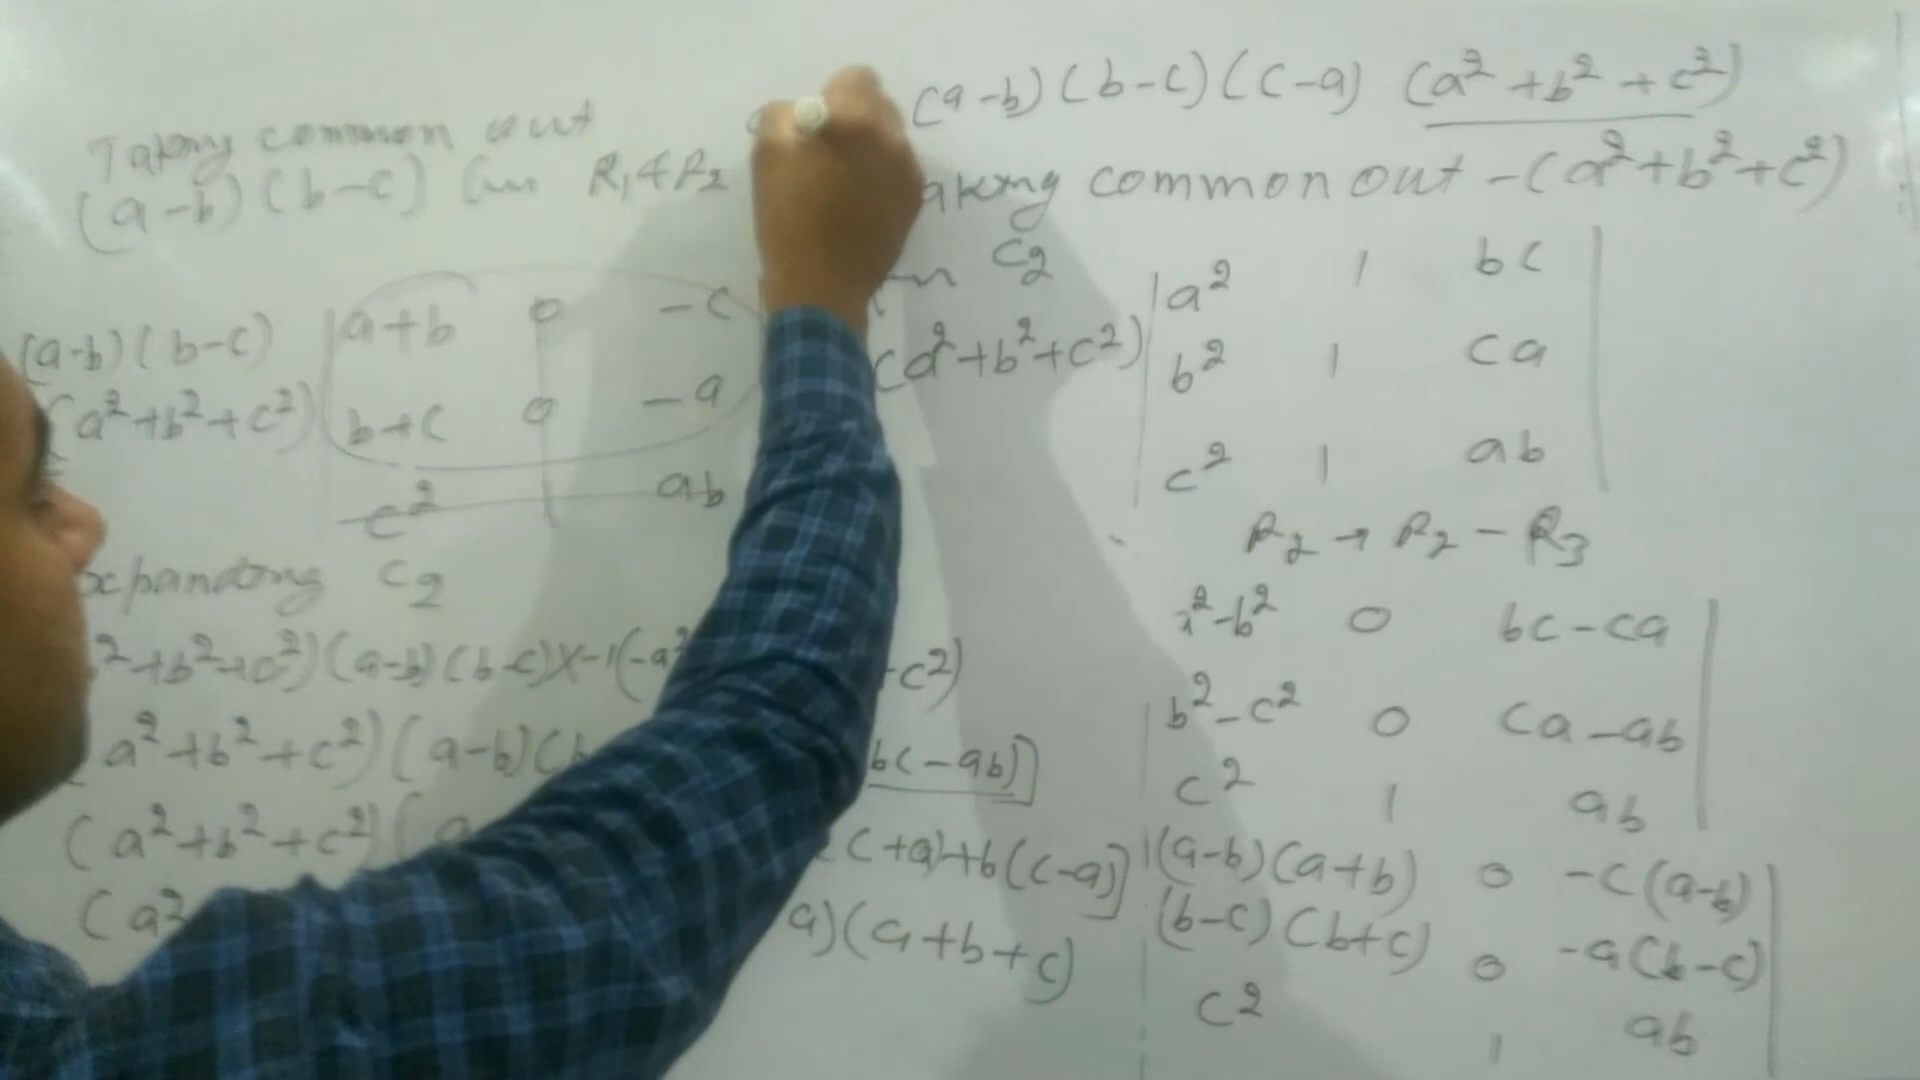 (a-b)(b-c)(c-a) (a²+b²+c²)
Taking common out
(a-b)(b-c) R₁ & R₂
(a-b)(b-c) | a+b 0 -c
(a²+b²+c²) | b+c 0 -a
c² ab
expanding C₂
²+b²+c²)(a-b)(b-c)×-1(-a² -c²)
(a²+b²+c²)(a-b)( bc-ab)]
(a²+b²+c²)( c+a)+b(c-a)]
(a² a)(a+b+c)
aking common out -(a²+b²+c²)
C₂
(a²+b²+c²) | a² 1 bc |
b² 1 ca
c² 1 ab
R₂ → R₂ - R₃
²-b² 0 bc-ca
b²-c² 0 ca-ab
c² 1 ab
|(a-b)(a+b) 0 -c(a-b)|
(b-c)(b+c) 0 -a(b-c)
c² 1 ab